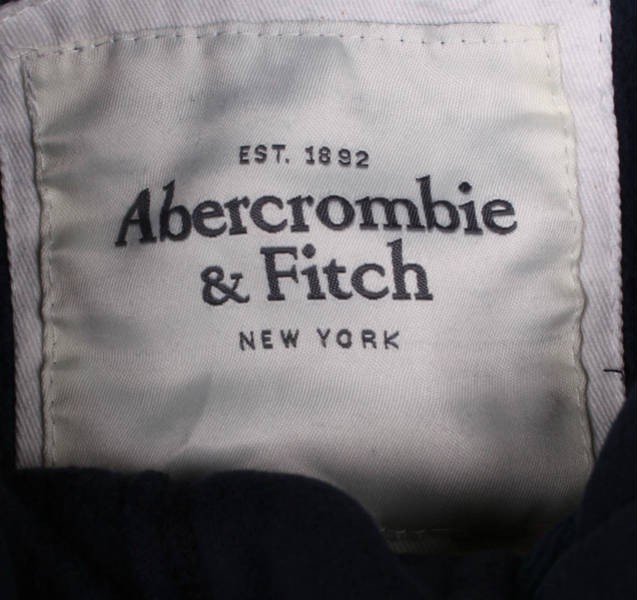 EST. 1892
Abercrombie
& Fitch
NEW YORK